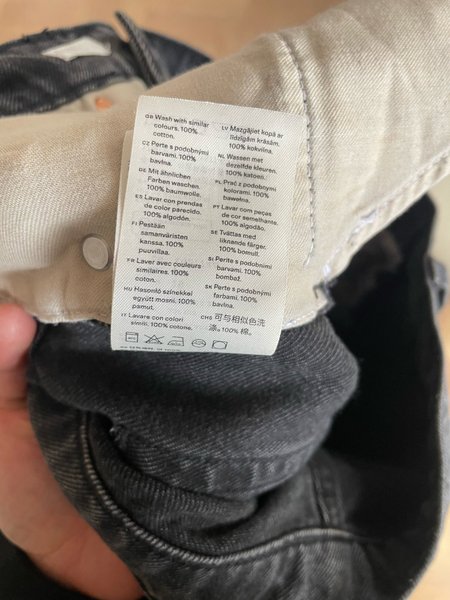 GB Wash with similar
colours. 100%
cotton.
CZ Perte s podobnými
barvami. 100%
bavlna.
DE Mit ähnlichen
Farben waschen.
100% baumwolle.
ES Lavar con prendas
de color parecido.
100% algodón.
FI Pestään
samanväristen
kanssa. 100%
puuvillaa.
FR Laver avec couleurs
similaires. 100%
coton.
HU Hasonló színekkel
együtt mosni. 100%
pamut.
IT Lavare con colori
simili. 100% cotone.
LV Mazgājiet kopā ar
līdzīgām krāsām.
100% kokvilna.
NL Wassen met
dezelfde kleuren.
100% katoen.
PL Prać z podobnymi
kolorami. 100%
bawełna.
PT Lavar com peças
de cor semelhante.
100% algodão.
SE Tvättas med
liknande färger.
100% bomull.
SI Perite s podobnimi
barvami. 100%
bombaž.
SK Perte s podobnými
farbami. 100%
bavlna.
CHS 可与相似色洗
涤。100% 棉。